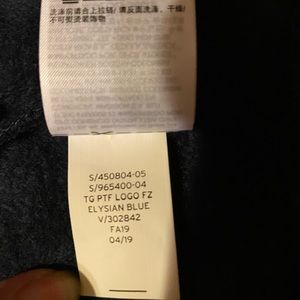 洗涤前请合上拉链/ 请反面洗涤、干燥/
不可熨烫装饰物
S/450804-05
S/965400-04
TG PTF LOGO FZ
ELYSIAN BLUE
V/302842
FA19
04/19